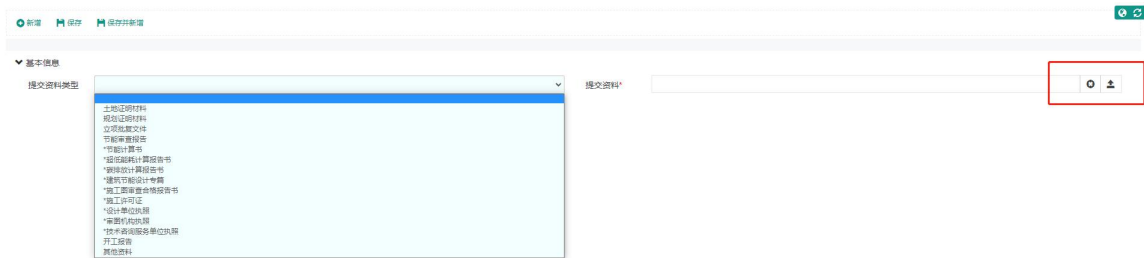 新增 保存 保存并新增
基本信息
提交资料类型 提交资料*
土地证明材料
规划证明材料
立项批复文件
节能审查报告
*节能计算书
*超低能耗计算报告书
*碳排放计算报告书
*建筑节能设计专篇
*施工图审查合格报告书
*施工许可证
*设计单位执照
*审图机构执照
*技术咨询服务单位执照
开工报告
其他资料